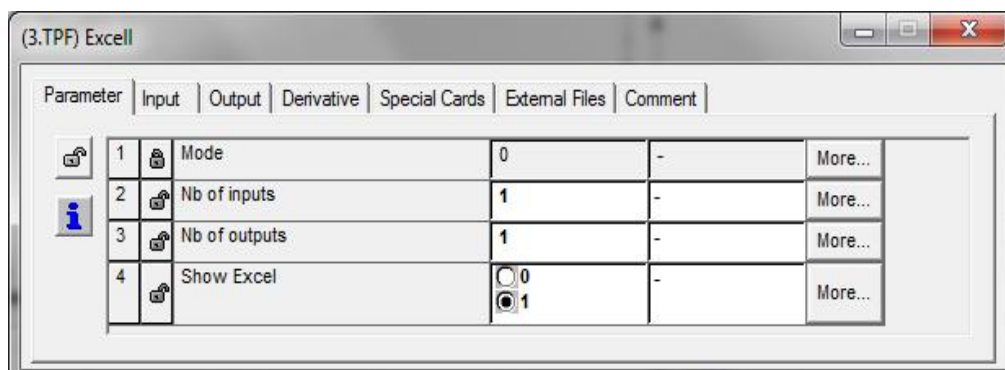 (3.TPF) Excell
Parameter Input Output Derivative Special Cards External Files Comment
1 Mode 0 - More...
2 Nb of inputs 1 - More...
3 Nb of outputs 1 - More...
4 Show Excel 0 - More...
1